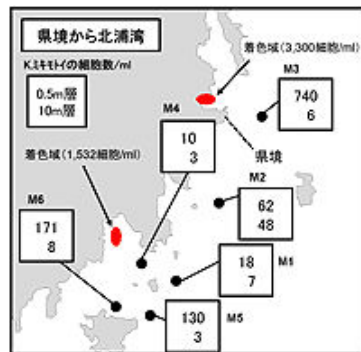 県境から北浦湾
K.ミキモトイの細胞数/ml
0.5m層
10m層
着色域(3,300細胞/ml)
M3
740
6
県境
M4
10
3
着色域(1,532細胞/ml)
M2
62
48
M6
171
8
18
7
M1
130
3
M5